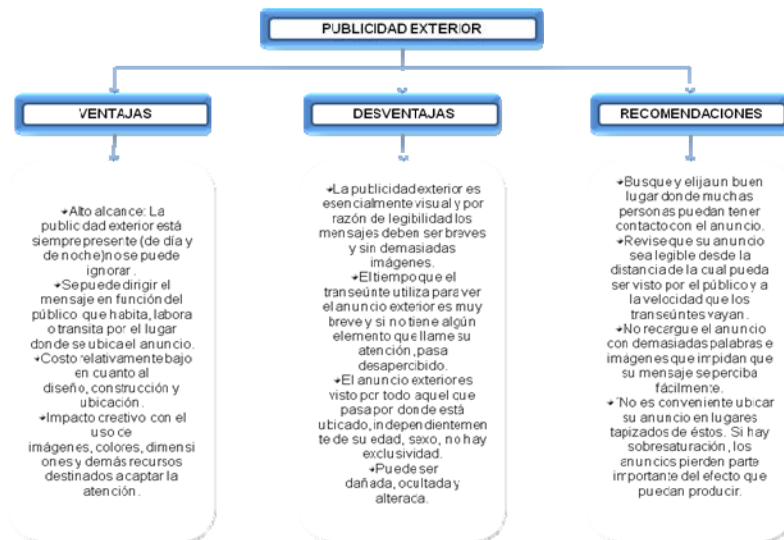 PUBLICIDAD EXTERIOR
VENTAJAS
Alto alcance: La
publicidad exterior está
siempre presente (de día y
de noche) no se puede
ignorar.
Se puede dirigir el
mensaje en función del
público que habita, labora
o transita por el lugar
donde se ubica el anuncio.
Costo relativamente bajo
en cuanto al
diseño, construcción y
ubicación.
Impacto creativo con el
uso de
imágenes, colores, dimensi
ones y demás recursos
destinados a captar la
atención.
DESVENTAJAS
La publicidad exterior es
esencialmente visual y por
razón de legibilidad los
mensajes deben ser breves
y sin demasiadas
imágenes.
El tiempo que el
transeúnte utiliza para ver
el anuncio exterior es muy
breve y si no tiene algún
elemento que llame su
atención, pasa
desapercibido.
El anuncio exterior es
visto por todo aquel que
pasa por donde está
ubicado, independientemen
te de su edad, sexo, no hay
exclusividad.
Puede ser
dañada, ocultada y
alterada.
RECOMENDACIONES
Busque y elija un buen
lugar donde muchas
personas puedan tener
contacto con el anuncio.
Revise que su anuncio
sea legible desde la
distancia de la cual pueda
ser visto por el público y a
la velocidad que los
transeúntes vayan.
No recargue el anuncio
con demasiadas palabras e
imágenes que impidan que
su mensaje se perciba
fácilmente.
No es conveniente ubicar
su anuncio en lugares
tapizados de éstos. Si hay
sobresaturación, los
anuncios pierden parte
importante del efecto que
puedan producir.